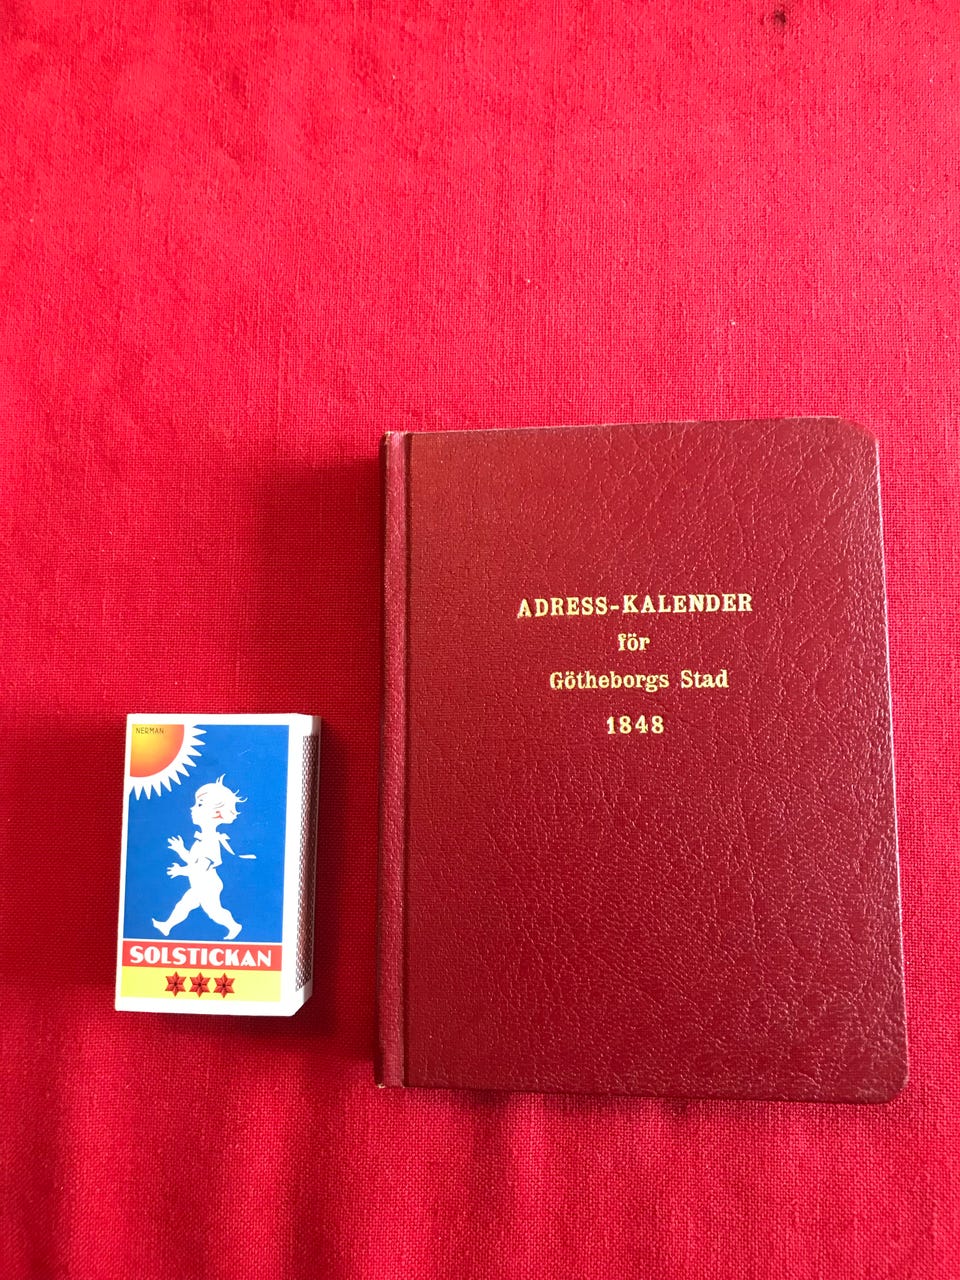 NERMAN
SOLSTICKAN
ADRESS-KALENDER
för
Götheborgs Stad
1848